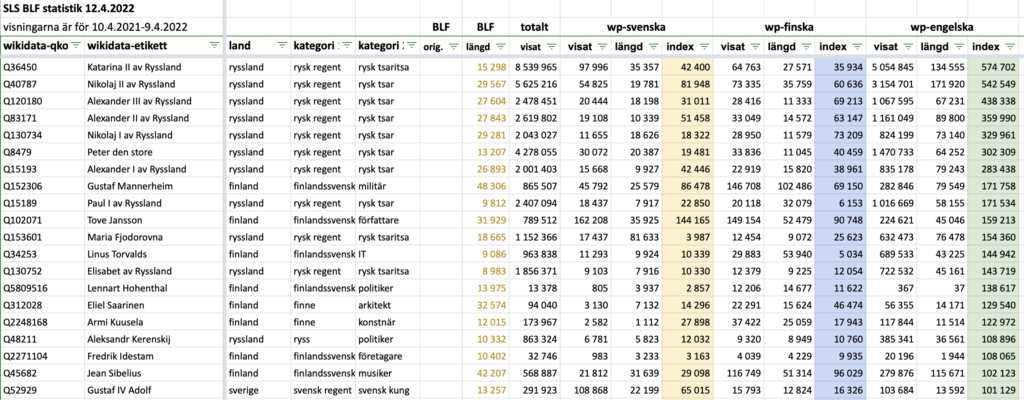 SLS BLF statistik 12.4.2022
visningarna är för 10.4.2021-9.4.2022 BLF BLF totalt wp-svenska wp-finska wp-engelska
wikidata-qko wikidata-etikett land kategori kategori orig. längd visat visat längd index visat längd index visat längd index
Q36450 Katarina II av Ryssland ryssland rysk regent rysk tsaritsa 15 298 8 539 965 97 996 35 357 42 400 64 763 27 571 35 934 5 054 845 134 555 574 702
Q40787 Nikolaj II av Ryssland ryssland rysk regent rysk tsar 29 567 5 625 216 54 825 19 781 81 948 73 335 35 759 60 636 3 154 701 171 920 542 549
Q120180 Alexander III av Ryssland ryssland rysk regent rysk tsar 27 604 2 478 451 20 444 18 198 31 011 28 416 11 333 69 213 1 067 595 67 231 438 338
Q83171 Alexander II av Ryssland ryssland rysk regent rysk tsar 27 843 2 619 802 19 108 10 339 51 458 33 049 14 572 63 147 1 161 049 89 800 359 990
Q130734 Nikolaj I av Ryssland ryssland rysk regent rysk tsar 29 281 2 043 027 11 655 18 626 18 322 28 950 11 579 73 209 824 199 73 140 329 961
Q8479 Peter den store ryssland rysk regent rysk tsar 13 207 4 278 055 30 072 20 387 19 481 33 836 11 045 40 459 1 470 733 64 252 302 309
Q15193 Alexander I av Ryssland ryssland rysk regent rysk tsar 26 893 2 001 403 15 668 9 927 42 446 22 919 15 820 38 961 835 178 79 243 283 438
Q152306 Gustaf Mannerheim finland finlandssvensk militär 48 306 865 507 45 792 25 579 86 478 146 708 102 486 69 150 282 846 79 549 171 758
Q15189 Paul I av Ryssland ryssland rysk regent rysk tsar 9 812 2 407 094 18 437 7 917 22 850 20 118 32 079 6 153 1 016 669 58 155 171 534
Q102071 Tove Jansson finland finlandssvensk författare 31 929 789 512 162 208 35 925 144 165 149 154 52 479 90 748 224 621 45 046 159 213
Q153601 Maria Fjodorovna ryssland rysk regent rysk tsaritsa 18 665 1 152 366 17 437 81 633 3 987 12 454 9 072 25 623 632 473 76 478 154 360
Q34253 Linus Torvalds finland finlandssvensk IT 9 086 963 838 11 293 9 924 10 339 29 883 53 940 5 034 689 533 43 225 144 942
Q130752 Elisabet av Ryssland ryssland rysk regent rysk tsaritsa 8 983 1 856 371 9 103 7 916 10 330 12 379 9 225 12 054 722 532 45 161 143 719
Q5809516 Lennart Hohenthal finland finlandssvensk politiker 13 975 13 378 805 3 937 2 857 12 206 14 677 11 622 367 37 138 617
Q312028 Eliel Saarinen finland finne arkitekt 32 574 94 040 3 130 7 132 14 296 22 291 15 624 46 474 56 355 14 171 129 540
Q2248168 Armi Kuusela finland finne konstnär 12 015 173 967 2 582 1 112 27 898 37 422 25 059 17 943 117 844 11 514 122 972
Q48211 Aleksandr Kerenskij ryssland ryss politiker 10 332 863 324 6 781 5 823 12 032 9 320 8 949 10 760 385 341 36 561 108 896
Q2271104 Fredrik Idestam finland finlandssvensk företagare 10 402 32 746 983 3 233 3 163 4 039 4 229 9 935 20 196 1 944 108 065
Q45682 Jean Sibelius finland finlandssvensk musiker 42 207 568 887 21 812 31 639 29 098 116 749 51 314 96 029 279 876 115 671 102 123
Q52929 Gustaf IV Adolf sverige svensk regent svensk kung 13 257 291 923 108 868 22 199 65 015 15 793 12 824 16 326 103 684 13 592 101 129